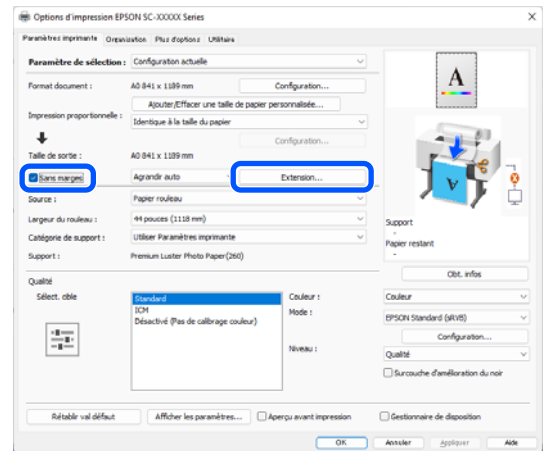 Options d'impression EPSON SC-XXXXX Series
Paramètres imprimante Organisation Plus d'options Utilitaire
Paramètre de sélection : Configuration actuelle
Format document : A0 841 x 1189 mm Configuration...
Ajouter/Effacer une taille de papier personnalisée...
Impression proportionnelle : Identique à la taille du papier
Configuration...
Taille de sortie : A0 841 x 1189 mm
Sans marges Agrandir auto Extension...
Source : Papier rouleau
Largeur du rouleau : 44 pouces (1118 mm)
Catégorie de support : Utiliser Paramètres imprimante
Support : Premium Luster Photo Paper(260)
A
A
Support
-
Papier restant
-
Obt. infos
Qualité
Sélect. cible
Standard
ICM
Désactivé (Pas de calibrage couleur)
Couleur : Couleur
Mode : EPSON Standard (sRVB)
Configuration...
Niveau : Qualité
Surcouche d'amélioration du noir
Rétablir val défaut Afficher les paramètres... Aperçu avant impression Gestionnaire de disposition
OK Annuler Appliquer Aide